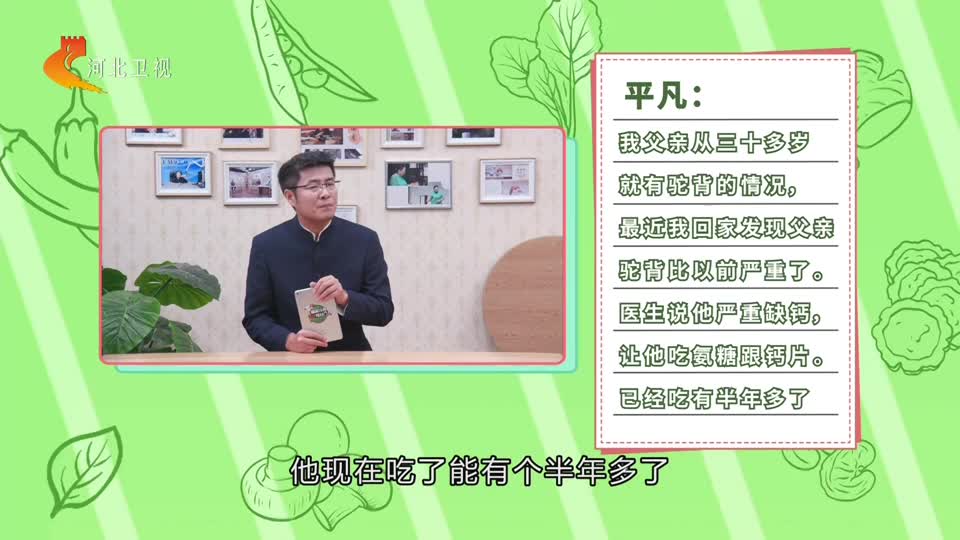 河北卫视
平凡：
我父亲从三十多岁
就有驼背的情况，
最近我回家发现父亲
驼背比以前严重了。
医生说他严重缺钙，
让他吃氨糖跟钙片。
已经吃有半年多了
他现在吃了能有个半年多了